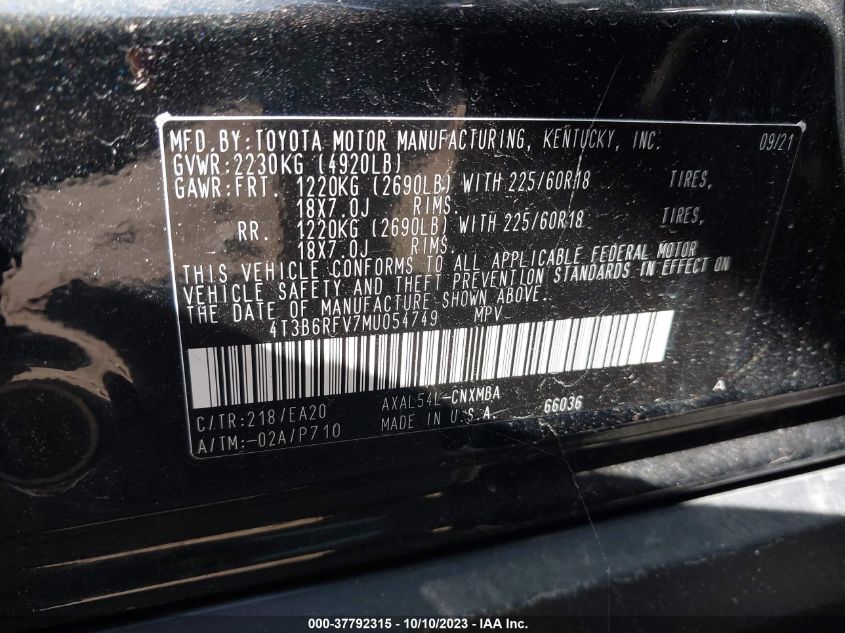 MFD. BY: TOYOTA MOTOR MANUFACTURING, KENTUCKY, INC. 09/21
GVWR: 2230KG (4920LB)
GAWR: FRT. 1220KG (2690LB) WITH 225/60R18 TIRES,
18X7.0J RIMS.
RR. 1220KG (2690LB) WITH 225/60R18 TIRES,
18X7.0J RIMS.
THIS VEHICLE CONFORMS TO ALL APPLICABLE FEDERAL MOTOR
VEHICLE SAFETY AND THEFT PREVENTION STANDARDS IN EFFECT ON
THE DATE OF MANUFACTURE SHOWN ABOVE.
4T3B6RFV7MU054749 MPV
C/TR: 218/EA20 AXAL54L-CNXMBA 66036 A
A/TM: -02A/P710 MADE IN U.S.A.
000-37792315 - 10/10/2023 - IAA Inc.